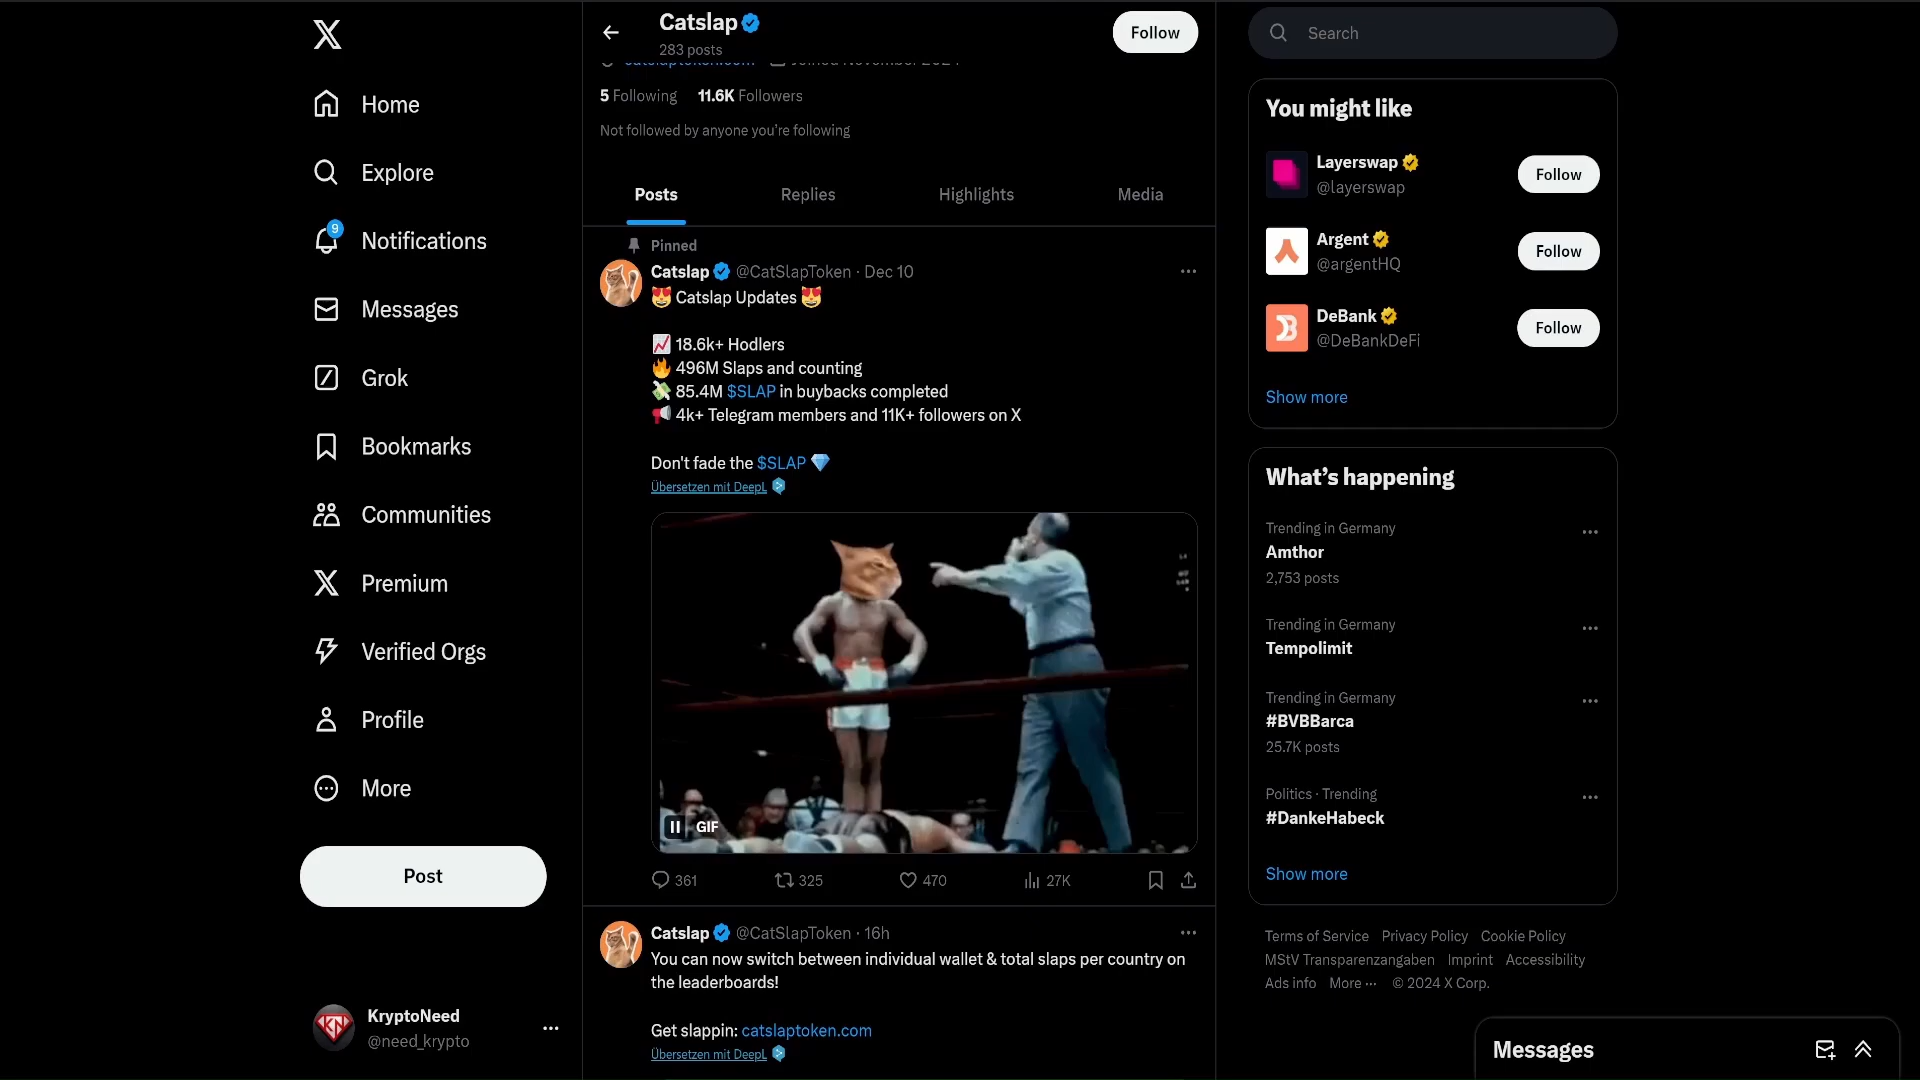 Home
Explore
9
Notifications
Messages
Grok
Bookmarks
Communities
Premium
Verified Orgs
Profile
More
Post
KryptoNeed
@need_krypto
Catslap
283 posts
Follow
catslaptoken.com Joined November 2024
5 Following 11.6K Followers
Not followed by anyone you're following
Posts Replies Highlights Media
Pinned
Catslap @CatSlapToken · Dec 10
Catslap Updates
18.6k+ Hodlers
496M Slaps and counting
85.4M $SLAP in buybacks completed
4k+ Telegram members and 11K+ followers on X
Don't fade the $SLAP
Übersetzen mit DeepL
GIF
361 325 470 27K
Catslap @CatSlapToken · 16h
You can now switch between individual wallet & total slaps per country on
the leaderboards!
Get slappin: catslaptoken.com
Übersetzen mit DeepL
Search
You might like
Layerswap
@layerswap
Follow
Argent
@argentHQ
Follow
DeBank
@DeBankDeFi
Follow
Show more
What's happening
Trending in Germany
Amthor
2,753 posts
Trending in Germany
Tempolimit
Trending in Germany
#BVBBarca
25.7K posts
Politics · Trending
#DankeHabeck
Show more
Terms of Service Privacy Policy Cookie Policy
MStV Transparenzangaben Imprint Accessibility
Ads info More ··· © 2024 X Corp.
Messages